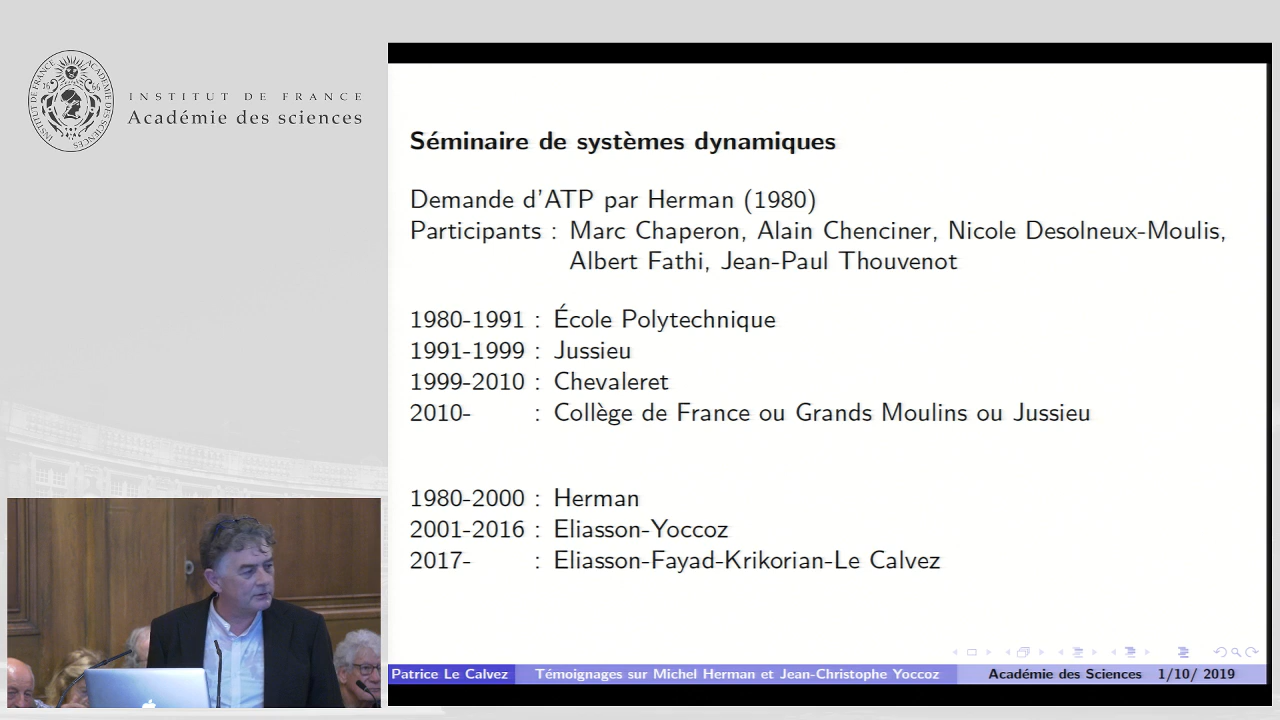 INSTITUT DE FRANCE
Académie des sciences
Séminaire de systèmes dynamiques
Demande d'ATP par Herman (1980)
Participants : Marc Chaperon, Alain Chenciner, Nicole Desolneux-Moulis,
Albert Fathi, Jean-Paul Thouvenot
1980-1991 : École Polytechnique
1991-1999 : Jussieu
1999-2010 : Chevaleret
2010- : Collège de France ou Grands Moulins ou Jussieu
1980-2000 : Herman
2001-2016 : Eliasson-Yoccoz
2017- : Eliasson-Fayad-Krikorian-Le Calvez
Patrice Le Calvez Témoignages sur Michel Herman et Jean-Christophe Yoccoz Académie des Sciences 1/10/ 2019